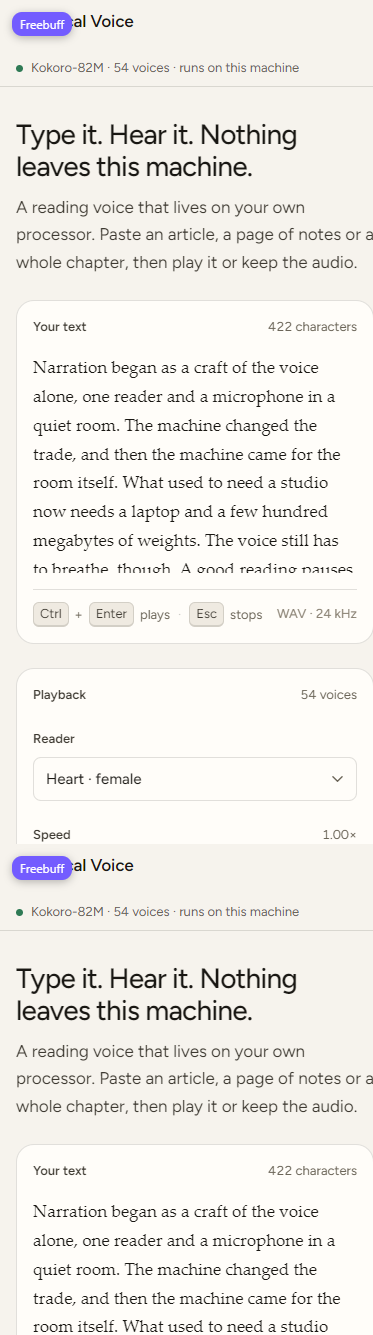 Freebuff
cal Voice
Kokoro-82M · 54 voices · runs on this machine
Type it. Hear it. Nothing
leaves this machine.
A reading voice that lives on your own
processor. Paste an article, a page of notes or a
whole chapter, then play it or keep the audio.
Your text 422 characters
Narration began as a craft of the voice
alone, one reader and a microphone in a
quiet room. The machine changed the
trade, and then the machine came for the
room itself. What used to need a studio
now needs a laptop and a few hundred
megabytes of weights. The voice still has
to breathe, though. A good reading pauses
Ctrl + Enter plays · Esc stops WAV · 24 kHz
Playback 54 voices
Reader
Heart · female
Speed 1.00×
Freebuff
cal Voice
Kokoro-82M · 54 voices · runs on this machine
Type it. Hear it. Nothing
leaves this machine.
A reading voice that lives on your own
processor. Paste an article, a page of notes or a
whole chapter, then play it or keep the audio.
Your text 422 characters
Narration began as a craft of the voice
alone, one reader and a microphone in a
quiet room. The machine changed the
trade, and then the machine came for the
room itself. What used to need a studio